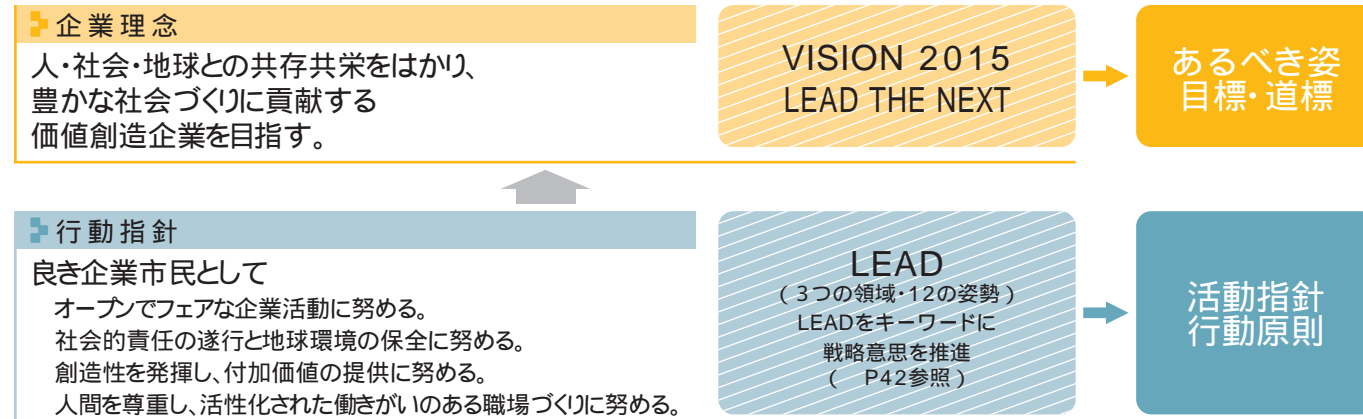 企業理念
人・社会・地球との共存共栄をはかり、
豊かな社会づくりに貢献する
価値創造企業を目指す。
VISION 2015
LEAD THE NEXT
あるべき姿
目標・道標
行動指針
良き企業市民として
オープンでフェアな企業活動に努める。
社会的責任の遂行と地球環境の保全に努める。
創造性を発揮し、付加価値の提供に努める。
人間を尊重し、活性化された働きがいのある職場づくりに努める。
LEAD
(3つの領域・12の姿勢)
LEADをキーワードに
戦略意思を推進
( P42参照)
活動指針
行動原則